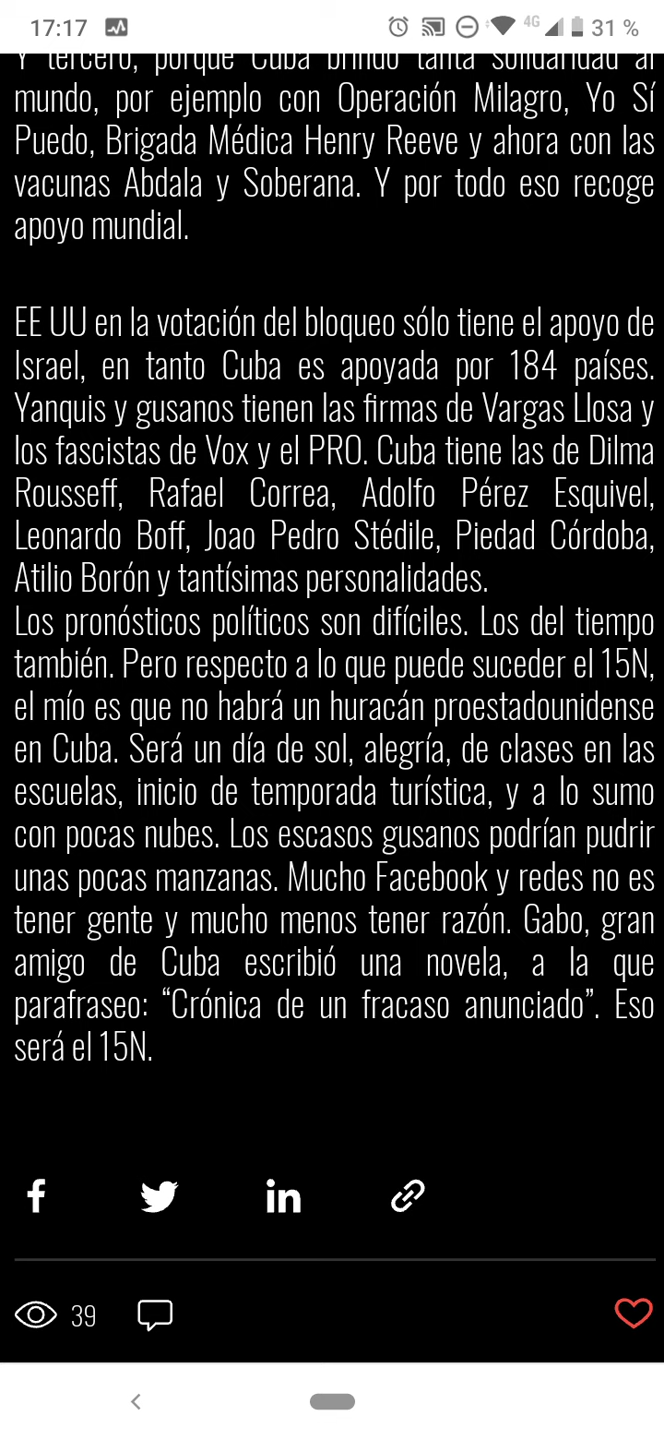 17:17
4G
31 %
Y tercero, porque Cuba brindó tanta solidaridad al
mundo, por ejemplo con Operación Milagro, Yo Sí
Puedo, Brigada Médica Henry Reeve y ahora con las
vacunas Abdala y Soberana. Y por todo eso recoge
apoyo mundial.
EE UU en la votación del bloqueo sólo tiene el apoyo de
Israel, en tanto Cuba es apoyada por 184 países.
Yanquis y gusanos tienen las firmas de Vargas Llosa y
los fascistas de Vox y el PRO. Cuba tiene las de Dilma
Rousseff, Rafael Correa, Adolfo Pérez Esquivel,
Leonardo Boff, Joao Pedro Stédile, Piedad Córdoba,
Atilio Borón y tantísimas personalidades.
Los pronósticos políticos son difíciles. Los del tiempo
también. Pero respecto a lo que puede suceder el 15N,
el mío es que no habrá un huracán proestadounidense
en Cuba. Será un día de sol, alegría, de clases en las
escuelas, inicio de temporada turística, y a lo sumo
con pocas nubes. Los escasos gusanos podrían pudrir
unas pocas manzanas. Mucho Facebook y redes no es
tener gente y mucho menos tener razón. Gabo, gran
amigo de Cuba escribió una novela, a la que
parafraseo: “Crónica de un fracaso anunciado”. Eso
será el 15N.
39